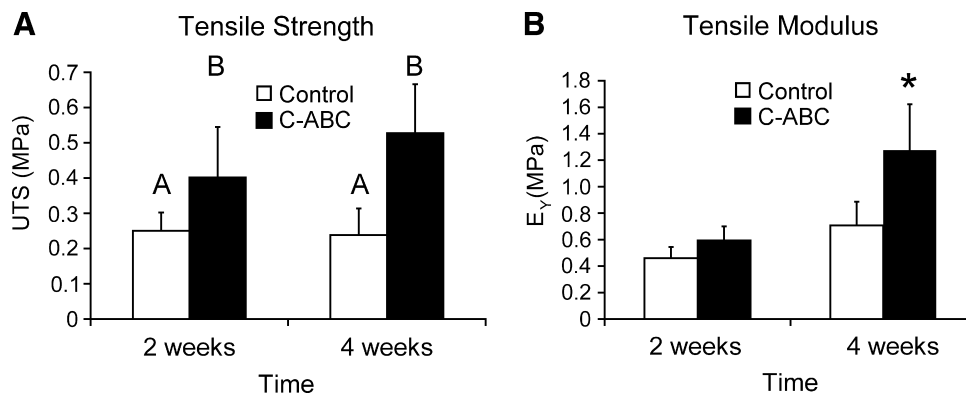 A
Tensile Strength
UTS (MPa)
0.7
0.6
0.5
0.4
0.3
0.2
0.1
0
Control
C-ABC
A
B
A
B
2 weeks
4 weeks
Time
B
Tensile Modulus
E_Y(MPa)
1.8
1.6
1.4
1.2
1.0
0.8
0.6
0.4
0.2
0
Control
C-ABC
*
2 weeks
4 weeks
Time